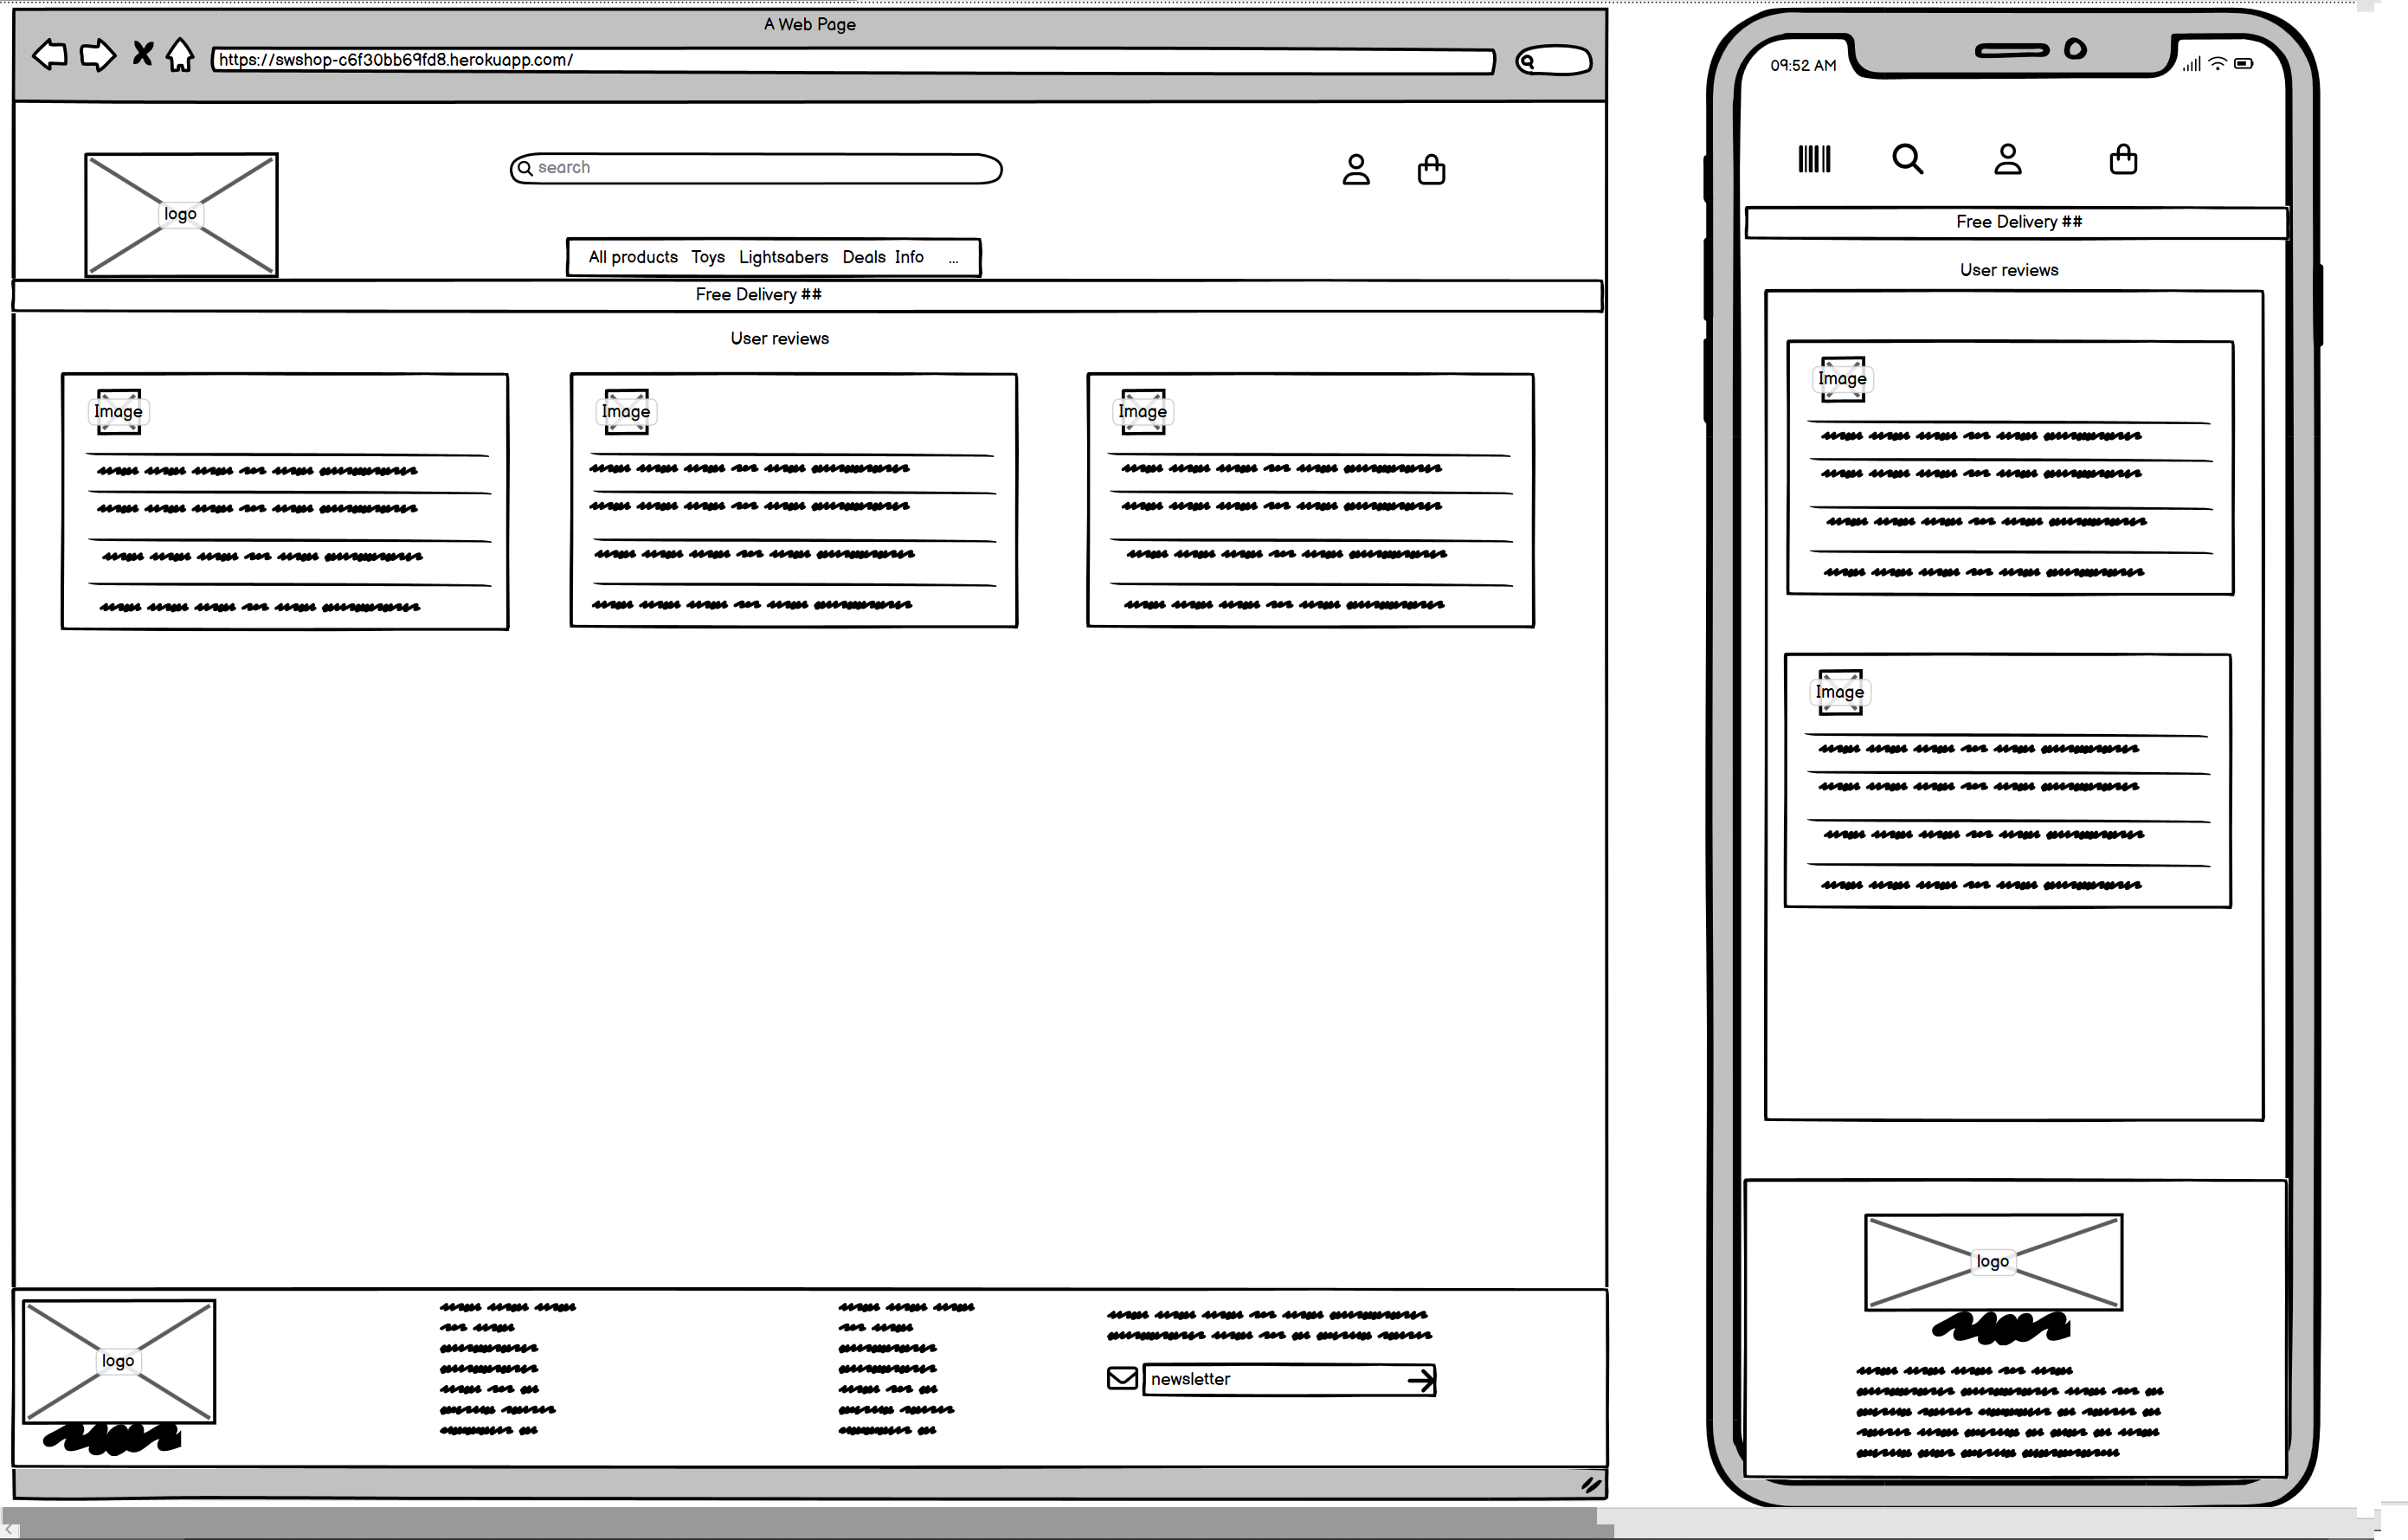 A Web Page
https://swshop-c6f30bb69fd8.herokuapp.com/
search
logo
All products Toys Lightsabers Deals Info ...
Free Delivery ##
User reviews
Image Image Image
logo
newsletter
09:52 AM
Free Delivery ##
User reviews
Image
Image
logo